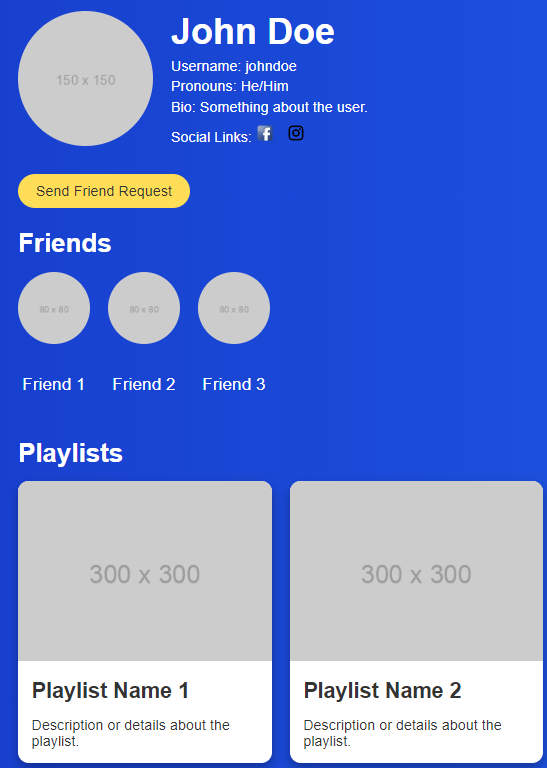 John Doe
150 x 150
Username: johndoe
Pronouns: He/Him
Bio: Something about the user.
Social Links:
Send Friend Request
Friends
80 x 80 80 x 80 80 x 80
Friend 1 Friend 2 Friend 3
Playlists
300 x 300 300 x 300
Playlist Name 1
Description or details about the
playlist.
Playlist Name 2
Description or details about the
playlist.